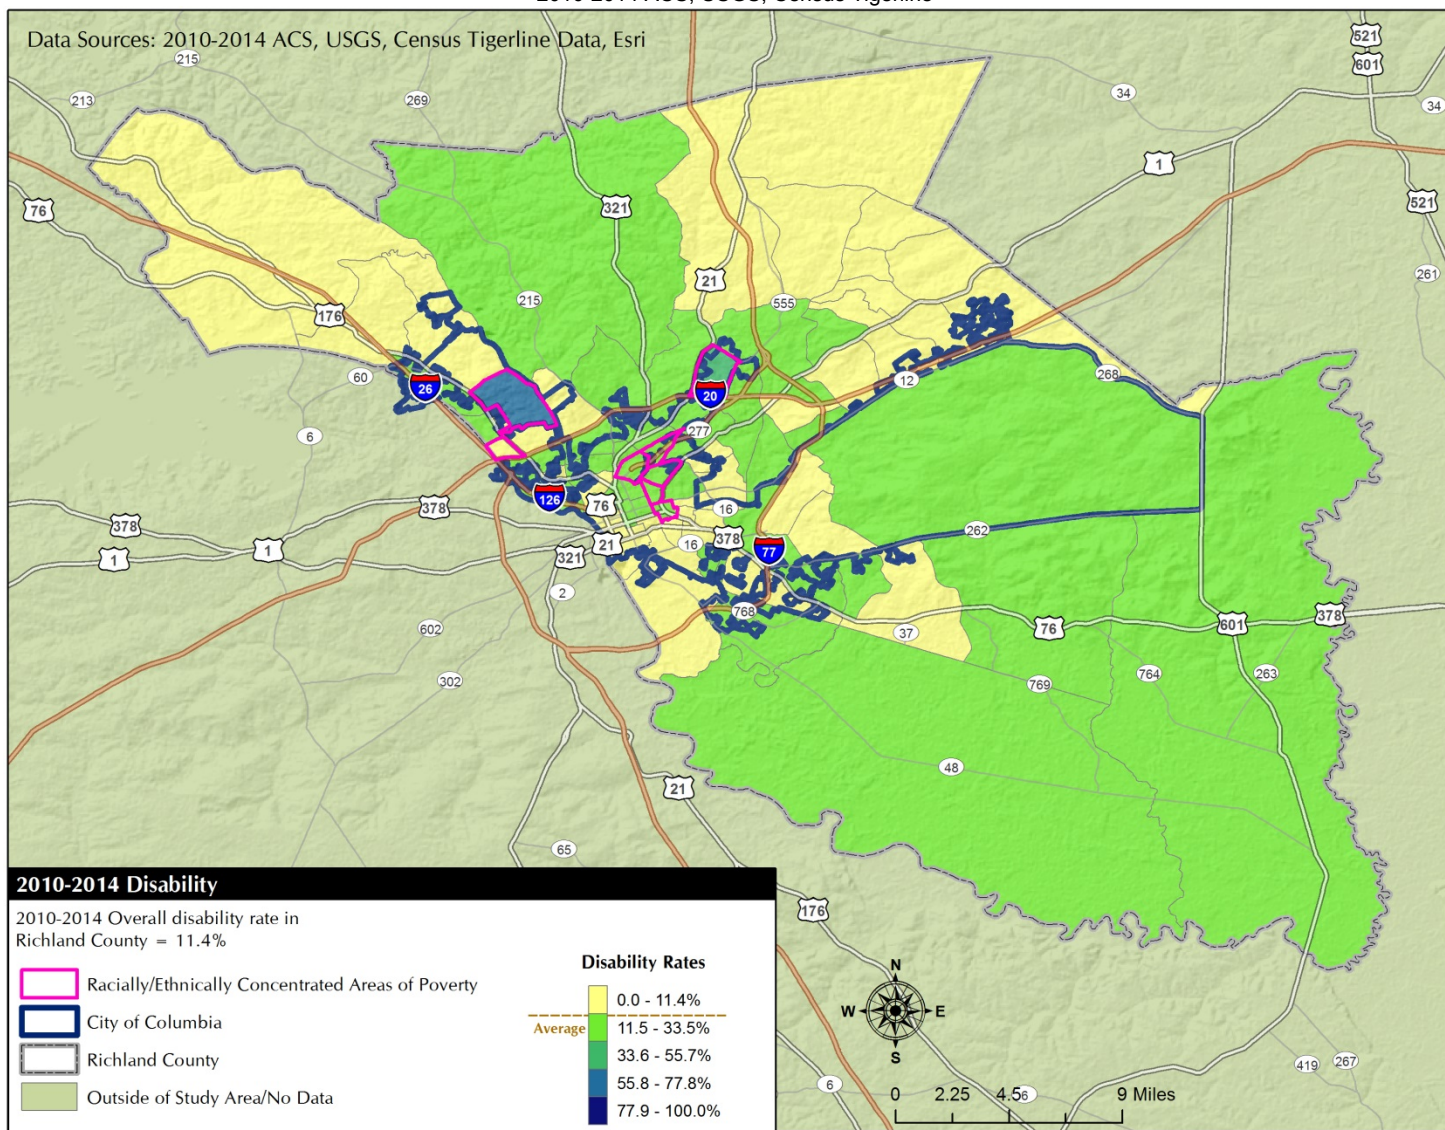 Data Sources: 2010-2014 ACS, USGS, Census Tigerline Data, Esri
215
213
269
521
601
34
34
1
76
321
521
21
261
555
215
176
60
26
20
12
268
6
277
126
76
16
378
378
262
1
1
321
21
16
378
77
2
768
37
76
601
378
602
302
769
764
263
48
21
65
176
2010-2014 Disability
2010-2014 Overall disability rate in
Richland County = 11.4%
Racially/Ethnically Concentrated Areas of Poverty
City of Columbia
Richland County
Outside of Study Area/No Data
Disability Rates
0.0 - 11.4%
Average
11.5 - 33.5%
33.6 - 55.7%
55.8 - 77.8%
77.9 - 100.0%
N
W E
S
0 2.25 4.5 9 Miles
6
6
419
267